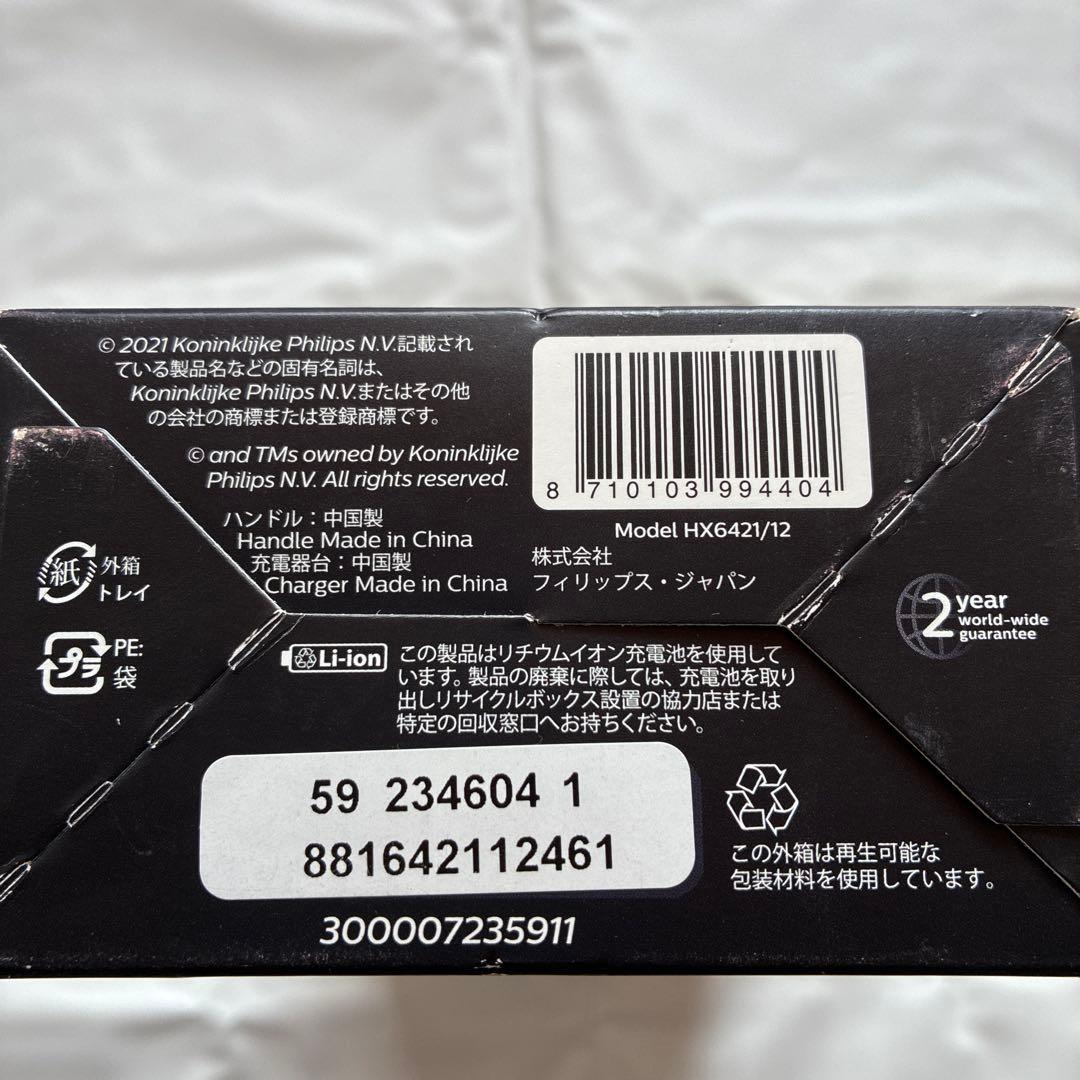 © 2021 Koninklijke Philips N.V.記載され
ている製品名などの固有名詞は、
Koninklijke Philips N.V.またはその他
の会社の商標または登録商標です。
© and TMs owned by Koninklijke
Philips N.V. All rights reserved.
ハンドル：中国製
Handle Made in China
充電器台：中国製
Charger Made in China
8 710103 994404
Model HX6421/12
株式会社
フィリップス・ジャパン
紙 外箱
トレイ
プラ PE:
袋
2 year
world-wide
guarantee
Li-ion
この製品はリチウムイオン充電池を使用して
います。製品の廃棄に際しては、充電池を取り
出しリサイクルボックス設置の協力店または
特定の回収窓口へお持ちください。
59 234604 1
881642112461
300007235911
この外箱は再生可能な
包装材料を使用しています。